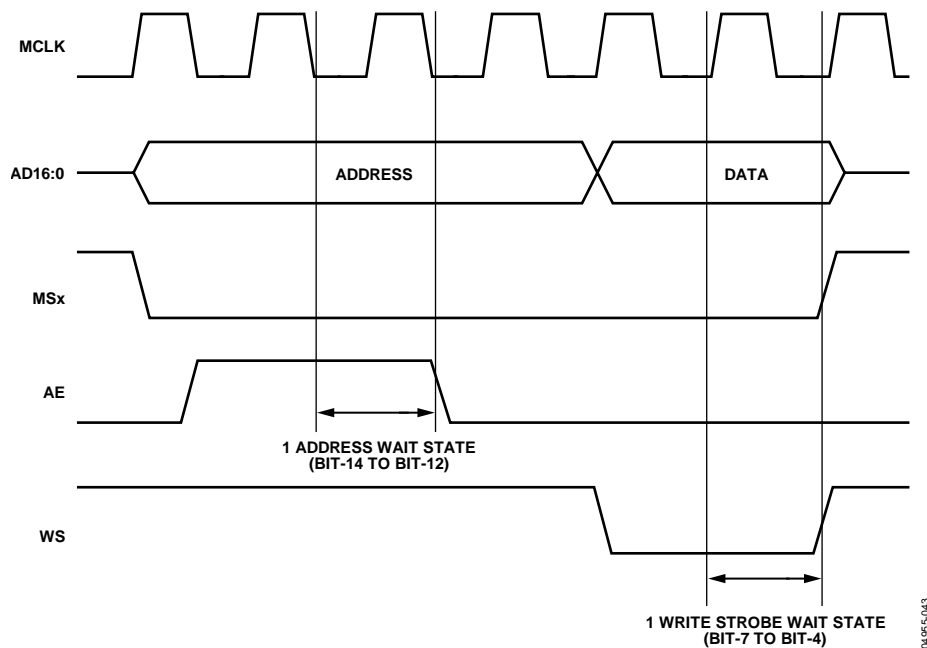 MCLK
AD16:0
ADDRESS
DATA
MSx
AE
1 ADDRESS WAIT STATE
(BIT-14 TO BIT-12)
WS
1 WRITE STROBE WAIT STATE
(BIT-7 TO BIT-4)
04955-043